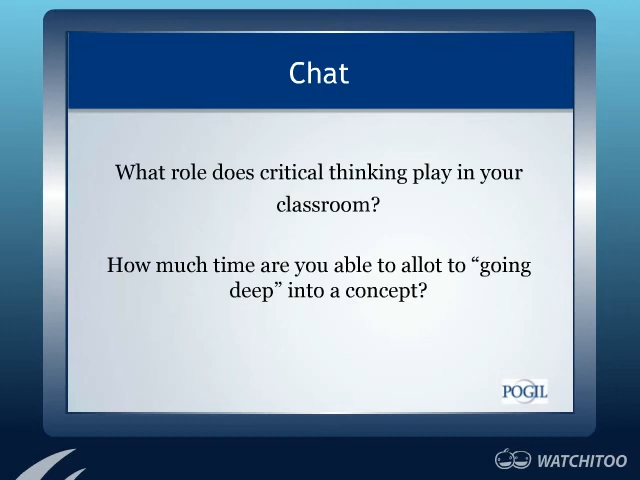 Chat
What role does critical thinking play in your
classroom?
How much time are you able to allot to “going
deep” into a concept?
POGIL
WATCHITOO